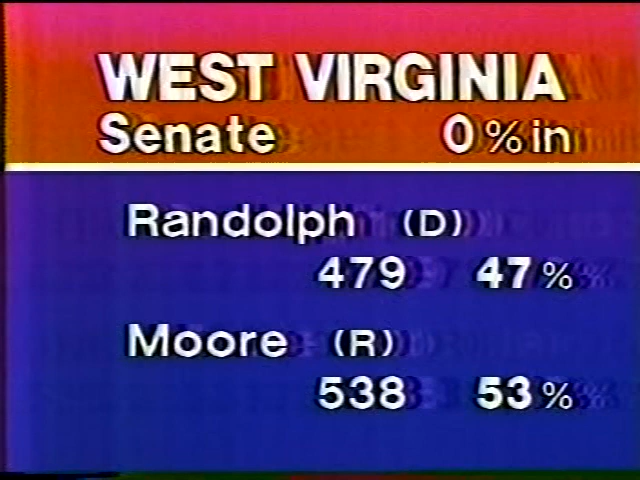 WEST VIRGINIA
Senate 0% in
Randolph (D)
479 47%
Moore (R)
538 53%